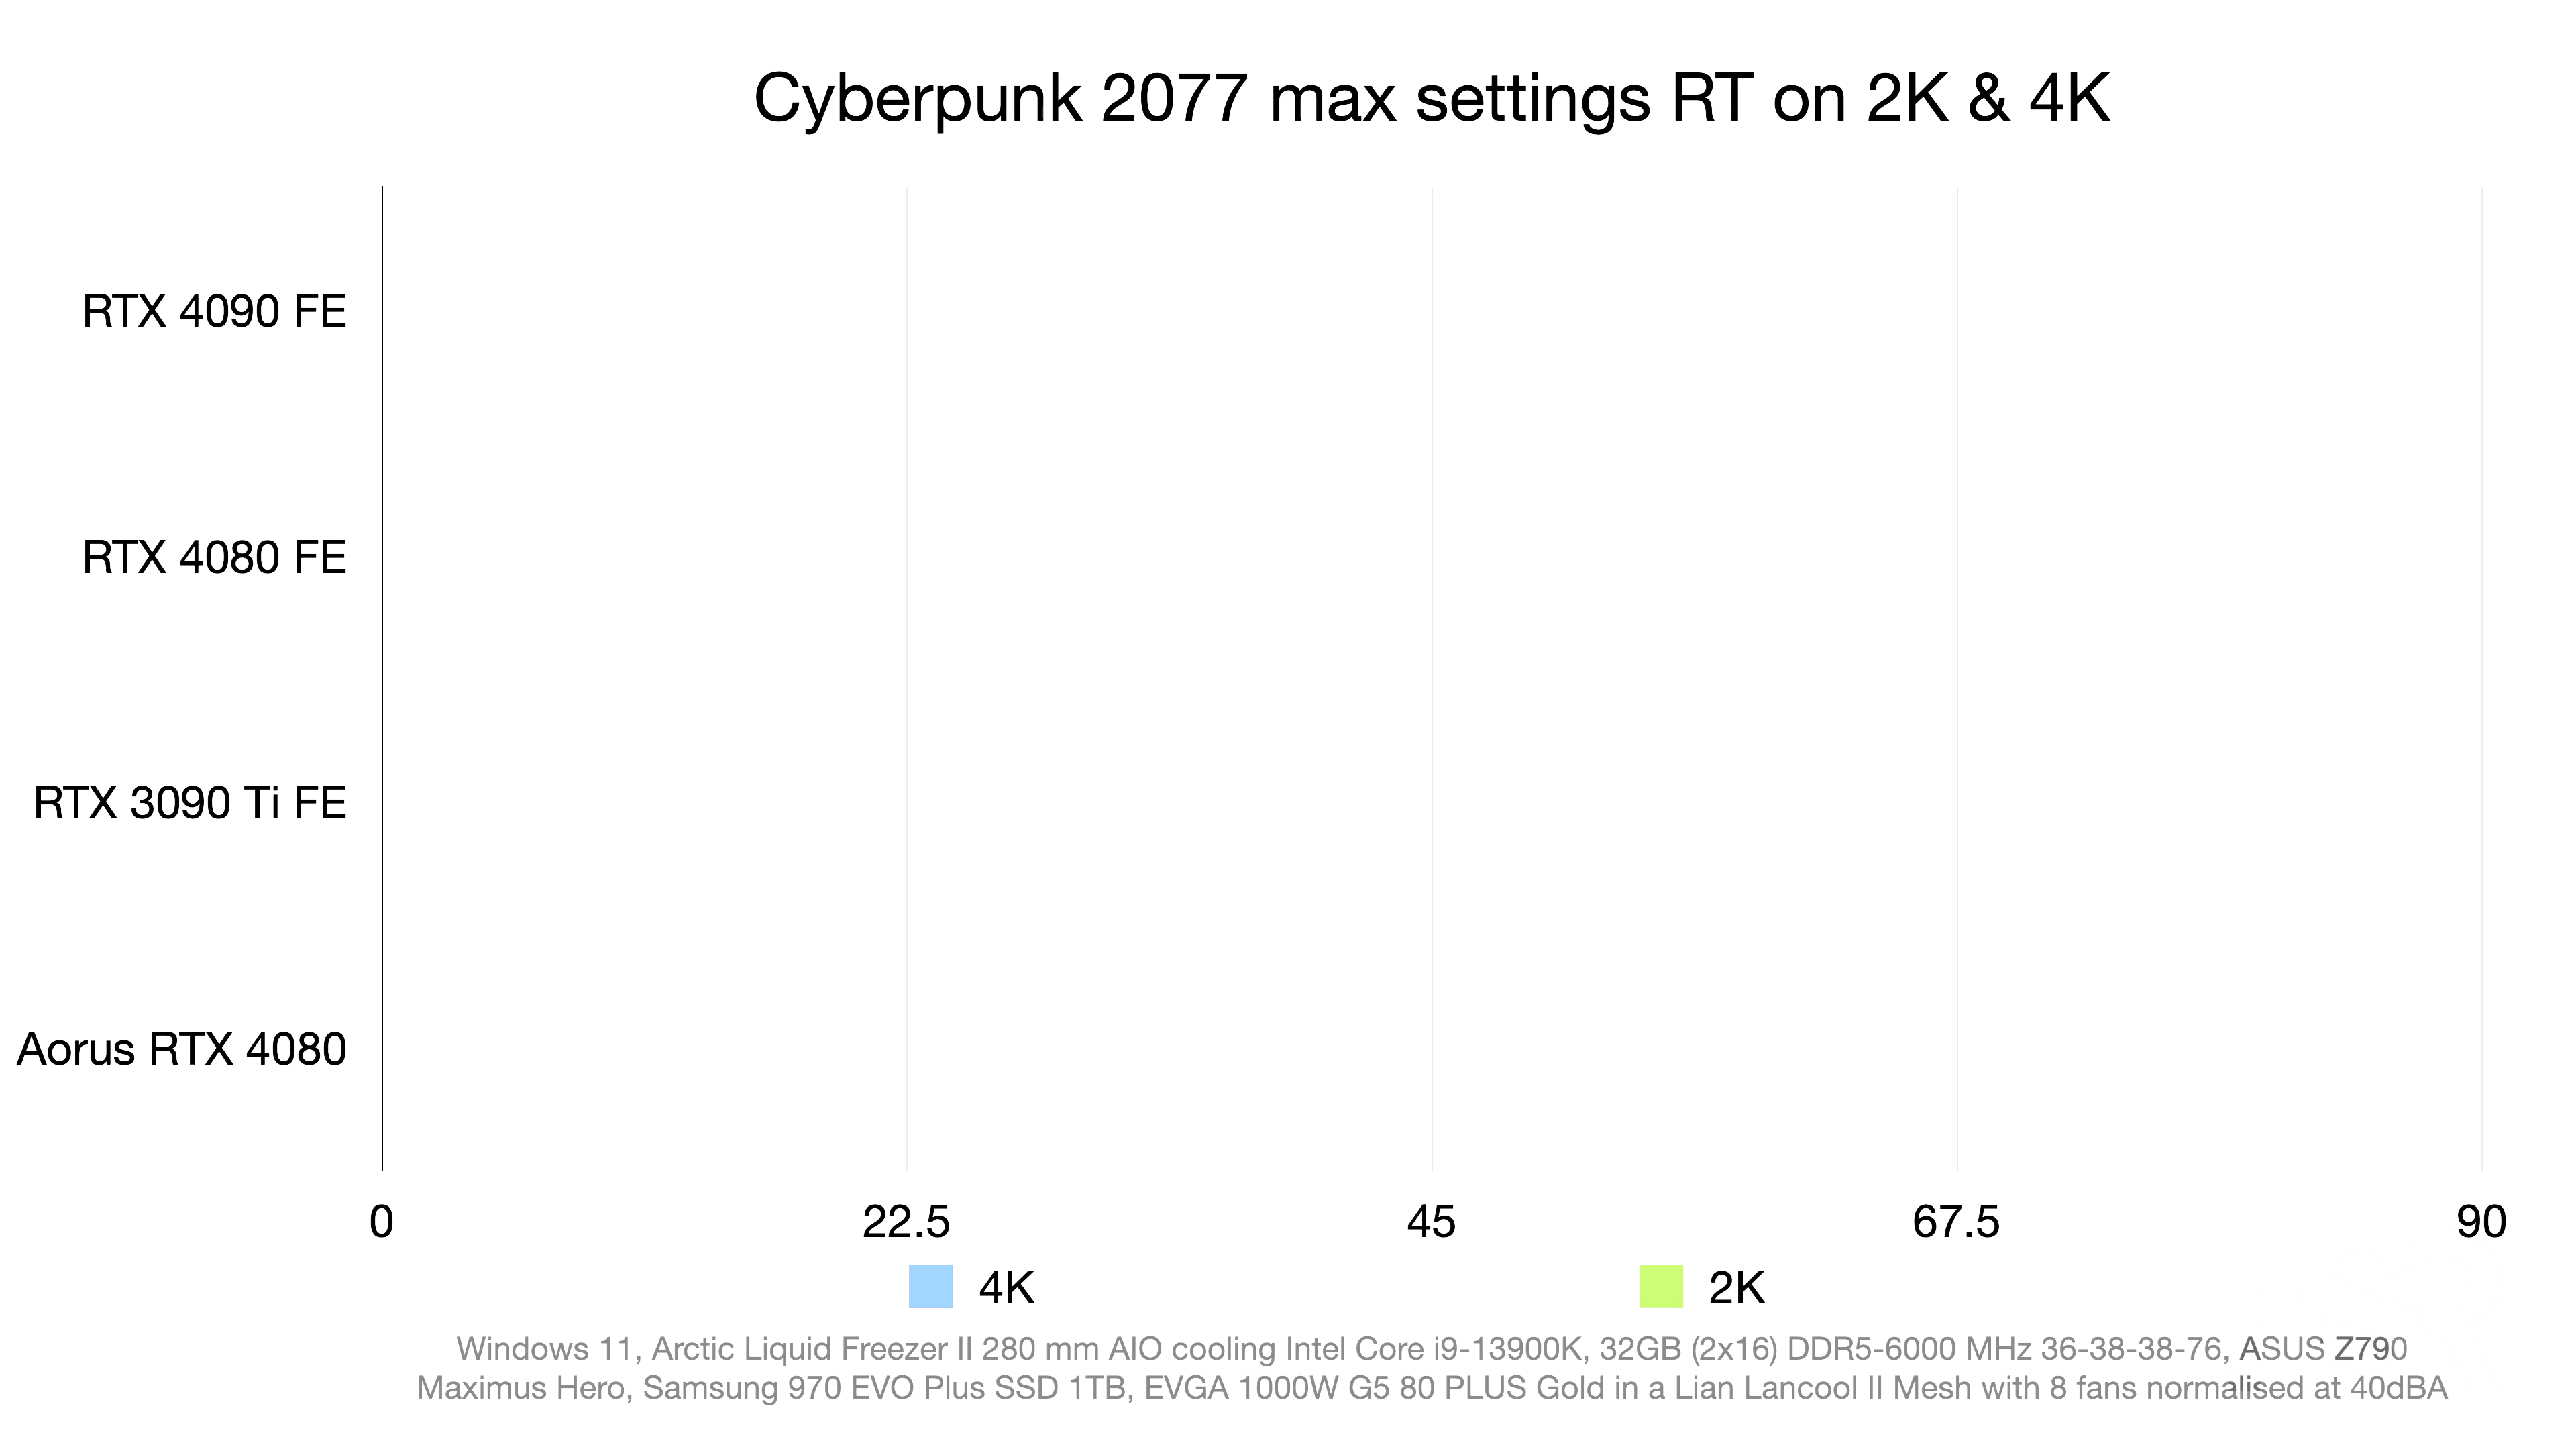 Cyberpunk 2077 max settings RT on 2K & 4K
RTX 4090 FE
RTX 4080 FE
RTX 3090 Ti FE
Aorus RTX 4080
0 22.5 45 67.5 90
4K 2K
Windows 11, Arctic Liquid Freezer II 280 mm AIO cooling Intel Core i9-13900K, 32GB (2x16) DDR5-6000 MHz 36-38-38-76, ASUS Z790
Maximus Hero, Samsung 970 EVO Plus SSD 1TB, EVGA 1000W G5 80 PLUS Gold in a Lian Lancool II Mesh with 8 fans normalised at 40dBA